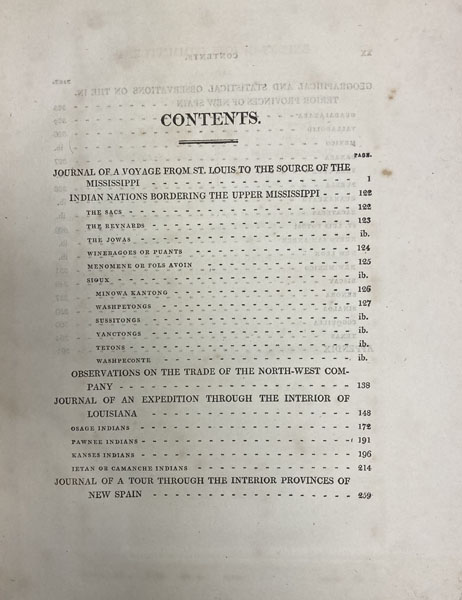 CONTENTS.
PAGE.
JOURNAL OF A VOYAGE FROM ST. LOUIS TO THE SOURCE OF THE
MISSISSIPPI - - - - - - - - - - - - - - - - 1
INDIAN NATIONS BORDERING THE UPPER MISSISSIPPI - - - 122
THE SACS - - - - - - - - - - - - - - - - 122
THE REYNARDS - - - - - - - - - - - - - - - - 123
THE JOWAS - - - - - - - - - - - - - - - - ib.
WINEBAGOES OR PUANTS - - - - - - - - - - - - - - 124
MENOMENE OR FOLS AVOIN - - - - - - - - - - - - - - 125
SIOUX - - - - - - - - - - - - - - - - ib.
MINOWA KANTONG - - - - - - - - - - - - - - 126
WASHPETONGS - - - - - - - - - - - - - - 127
SUSSITONGS - - - - - - - - - - - - - - ib.
YANCTONGS - - - - - - - - - - - - - - ib.
TETONS - - - - - - - - - - - - - - ib.
WASHPECONTE - - - - - - - - - - - - - - ib.
OBSERVATIONS ON THE TRADE OF THE NORTH-WEST COM-
PANY - - - - - - - - - - - - - - - - 138
JOURNAL OF AN EXPEDITION THROUGH THE INTERIOR OF
LOUISIANA - - - - - - - - - - - - - - - - 148
OSAGE INDIANS - - - - - - - - - - - - - - - - 172
PAWNEE INDIANS - - - - - - - - - - - - - - - - 191
KANSES INDIANS - - - - - - - - - - - - - - - - 196
IETAN OR CAMANCHE INDIANS - - - - - - - - - - - - 214
JOURNAL OF A TOUR THROUGH THE INTERIOR PROVINCES OF
NEW SPAIN - - - - - - - - - - - - - - - - 259